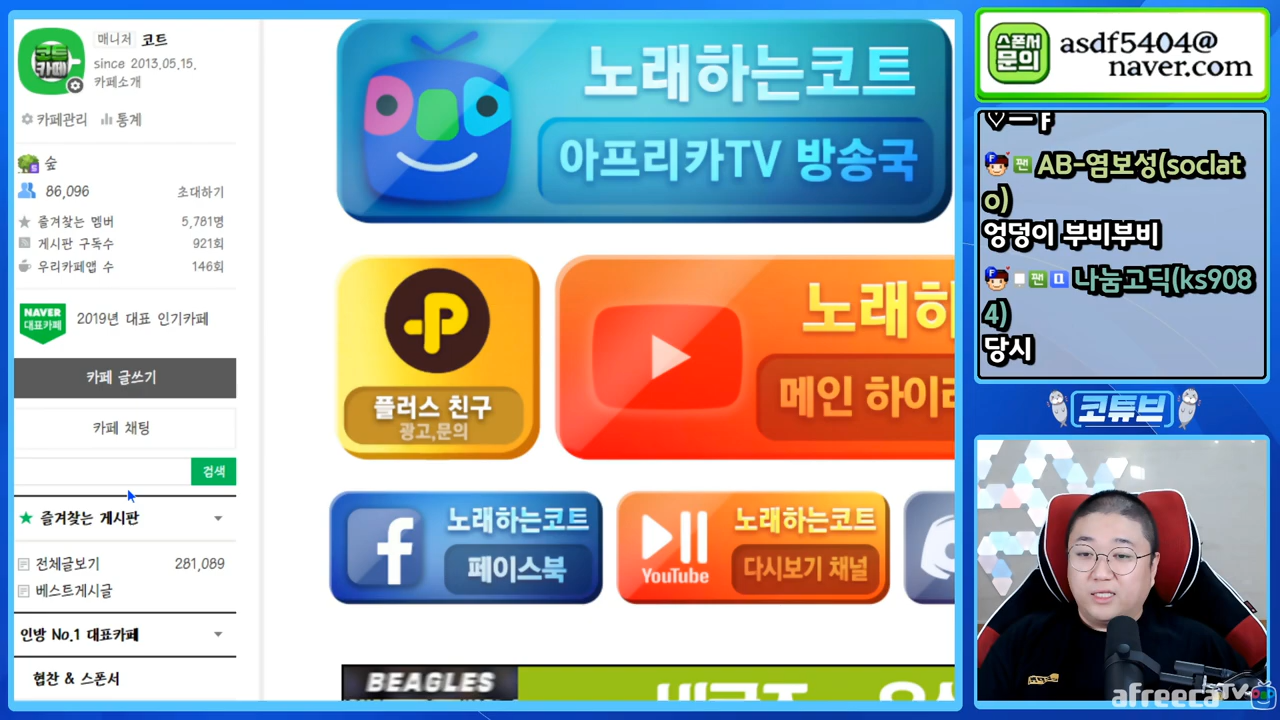 코트
카페
매니저 코트
since 2013.05.15.
카페소개
카페관리 통계
숲
86,096 초대하기
즐겨찾는 멤버 5,781명
게시판 구독수 921회
우리카페앱 수 146회
NAVER
대표카페
2019년 대표 인기카페
카페 글쓰기
카페 채팅
검색
즐겨찾는 게시판
전체글보기 281,089
베스트게시글
인방 No.1 대표카페
협찬 & 스폰서
노래하는코트
아프리카TV 방송국
플러스 친구
광고,문의
노래하
메인 하이
노래하는코트
페이스북
YouTube
노래하는코트
다시보기 채널
BEAGLES
스폰서
문의
asdf5404@
naver.com
팬 AB-염보성(soclat
o)
엉덩이 부비부비
팬 나눔고딕(ks908
4)
당시
코튜브
afreecaTV